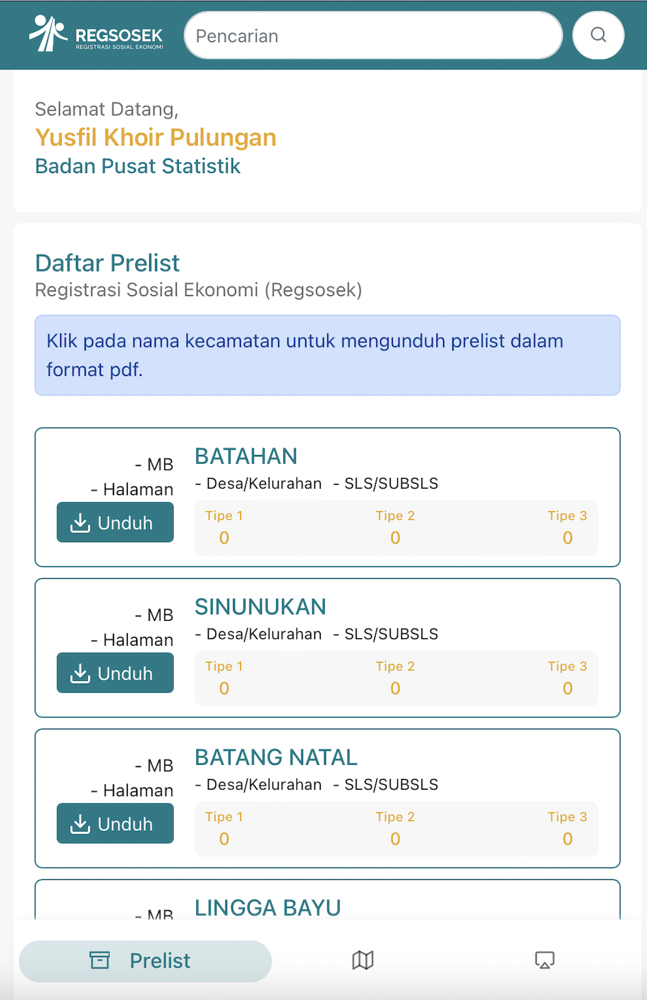 REGSOSEK
REGISTRASI SOSIAL EKONOMI
Pencarian
Selamat Datang,
Yusfil Khoir Pulungan
Badan Pusat Statistik
Daftar Prelist
Registrasi Sosial Ekonomi (Regsosek)
Klik pada nama kecamatan untuk mengunduh prelist dalam
format pdf.
- MB
- Halaman
Unduh
BATAHAN
- Desa/Kelurahan - SLS/SUBSLS
Tipe 1 Tipe 2 Tipe 3
0 0 0
- MB
- Halaman
Unduh
SINUNUKAN
- Desa/Kelurahan - SLS/SUBSLS
Tipe 1 Tipe 2 Tipe 3
0 0 0
- MB
- Halaman
Unduh
BATANG NATAL
- Desa/Kelurahan - SLS/SUBSLS
Tipe 1 Tipe 2 Tipe 3
0 0 0
- MB
LINGGA BAYU
Prelist